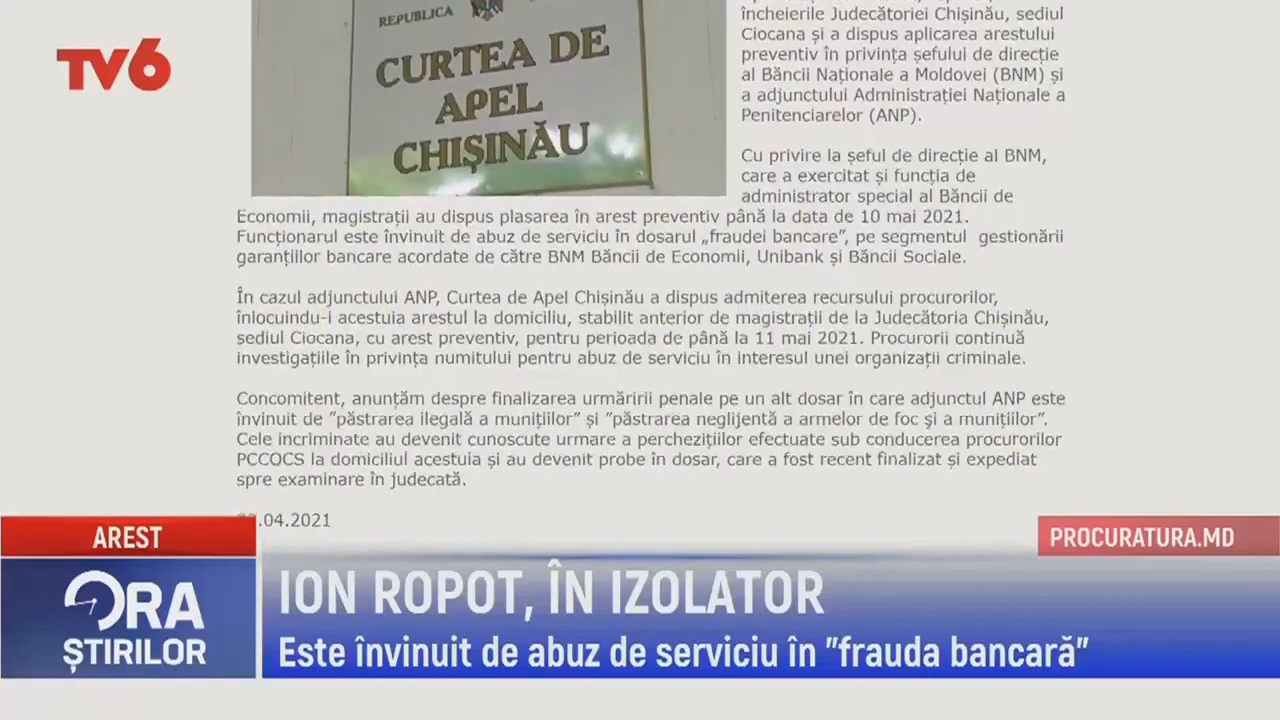 TV6
REPUBLICA
CURTEA DE
APEL
CHIȘINĂU
încheierile Judecătoriei Chișinău, sediul
Ciocana și a dispus aplicarea arestului
preventiv în privința șefului de direcție
al Băncii Naționale a Moldovei (BNM) și
a adjunctului Administrației Naționale a
Penitenciarelor (ANP).
Cu privire la șeful de direcție al BNM,
care a exercitat și funcția de
administrator special al Băncii de
Economii, magistrații au dispus plasarea în arest preventiv până la data de 10 mai 2021.
Funcționarul este învinuit de abuz de serviciu în dosarul „fraudei bancare”, pe segmentul gestionării
garanțiilor bancare acordate de către BNM Băncii de Economii, Unibank și Băncii Sociale.
În cazul adjunctului ANP, Curtea de Apel Chișinău a dispus admiterea recursului procurorilor,
înlocuindu-i acestuia arestul la domiciliu, stabilit anterior de magistrații de la Judecătoria Chișinău,
sediul Ciocana, cu arest preventiv, pentru perioada de până la 11 mai 2021. Procurorii continuă
investigațiile în privința numitului pentru abuz de serviciu în interesul unei organizații criminale.
Concomitent, anunțăm despre finalizarea urmăririi penale pe un alt dosar în care adjunctul ANP este
învinuit de ”păstrarea ilegală a munițiilor” și ”păstrarea neglijentă a armelor de foc şi a munițiilor”.
Cele incriminate au devenit cunoscute urmare a perchezițiilor efectuate sub conducerea procurorilor
PCCOCS la domiciliul acestuia și au devenit probe în dosar, care a fost recent finalizat și expediat
spre examinare în judecată.
.04.2021
AREST
PROCURATURA.MD
ORA
ȘTIRILOR
ION ROPOT, ÎN IZOLATOR
Este învinuit de abuz de serviciu în ”frauda bancară”